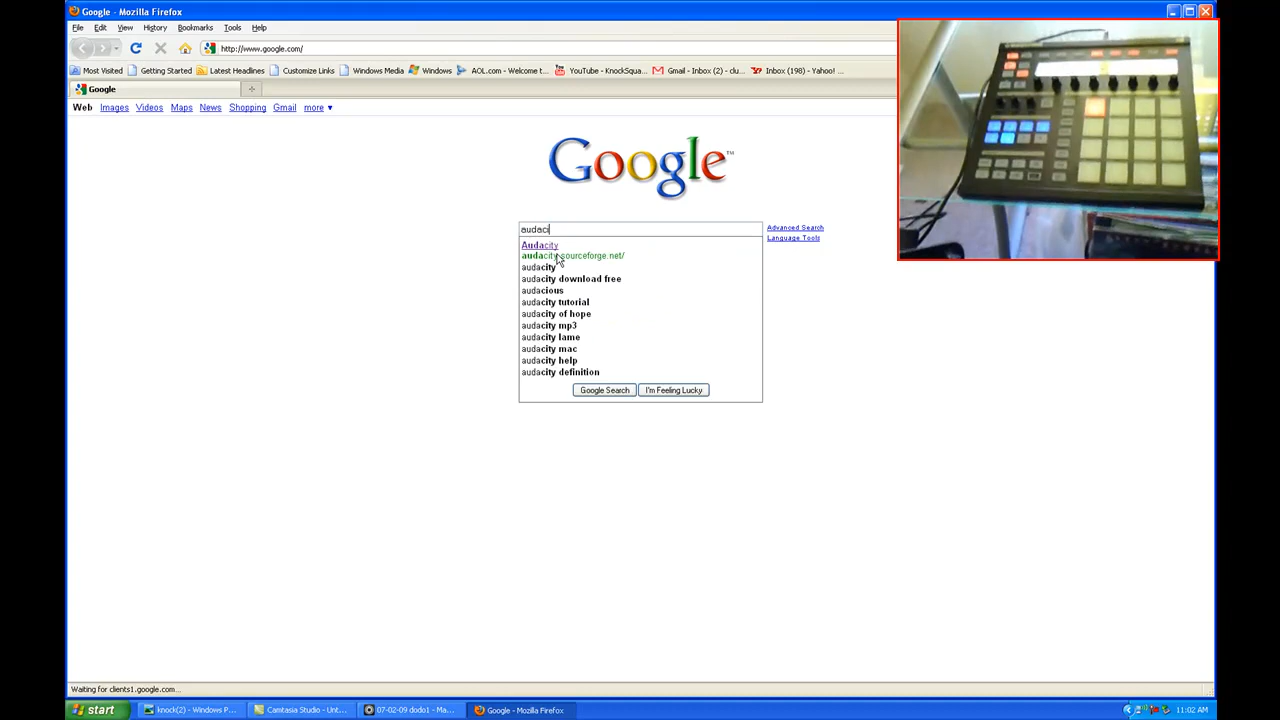 Google - Mozilla Firefox
File Edit View History Bookmarks Tools Help
http://www.google.com/
Most Visited Getting Started Latest Headlines Customize Links Windows Media Windows AOL.com - Welcome t... YouTube - KnockSqua... Gmail - Inbox (2) - clu... Inbox (198) - Yahoo! ...
Google
Web Images Videos Maps News Shopping Gmail more ▼
Google™
audaci
Advanced Search
Language Tools
Audacity
audacity.sourceforge.net/
audacity
audacity download free
audacious
audacity tutorial
audacity of hope
audacity mp3
audacity lame
audacity mac
audacity help
audacity definition
Google Search I'm Feeling Lucky
Waiting for clients1.google.com...
start knock(2) - Windows P... Camtasia Studio - Unt... 07-02-09 dodo1 - Ma... Google - Mozilla Firefox 11:02 AM